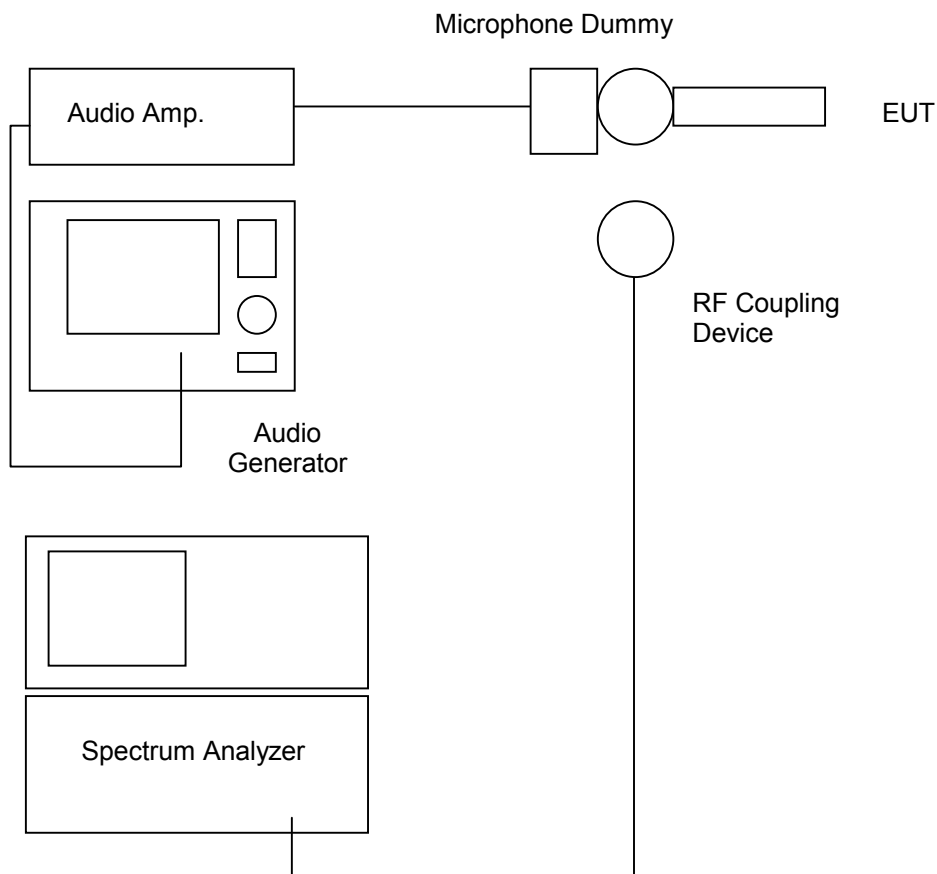 Microphone Dummy
Audio Amp.
EUT
RF Coupling
Device
Audio
Generator
Spectrum Analyzer